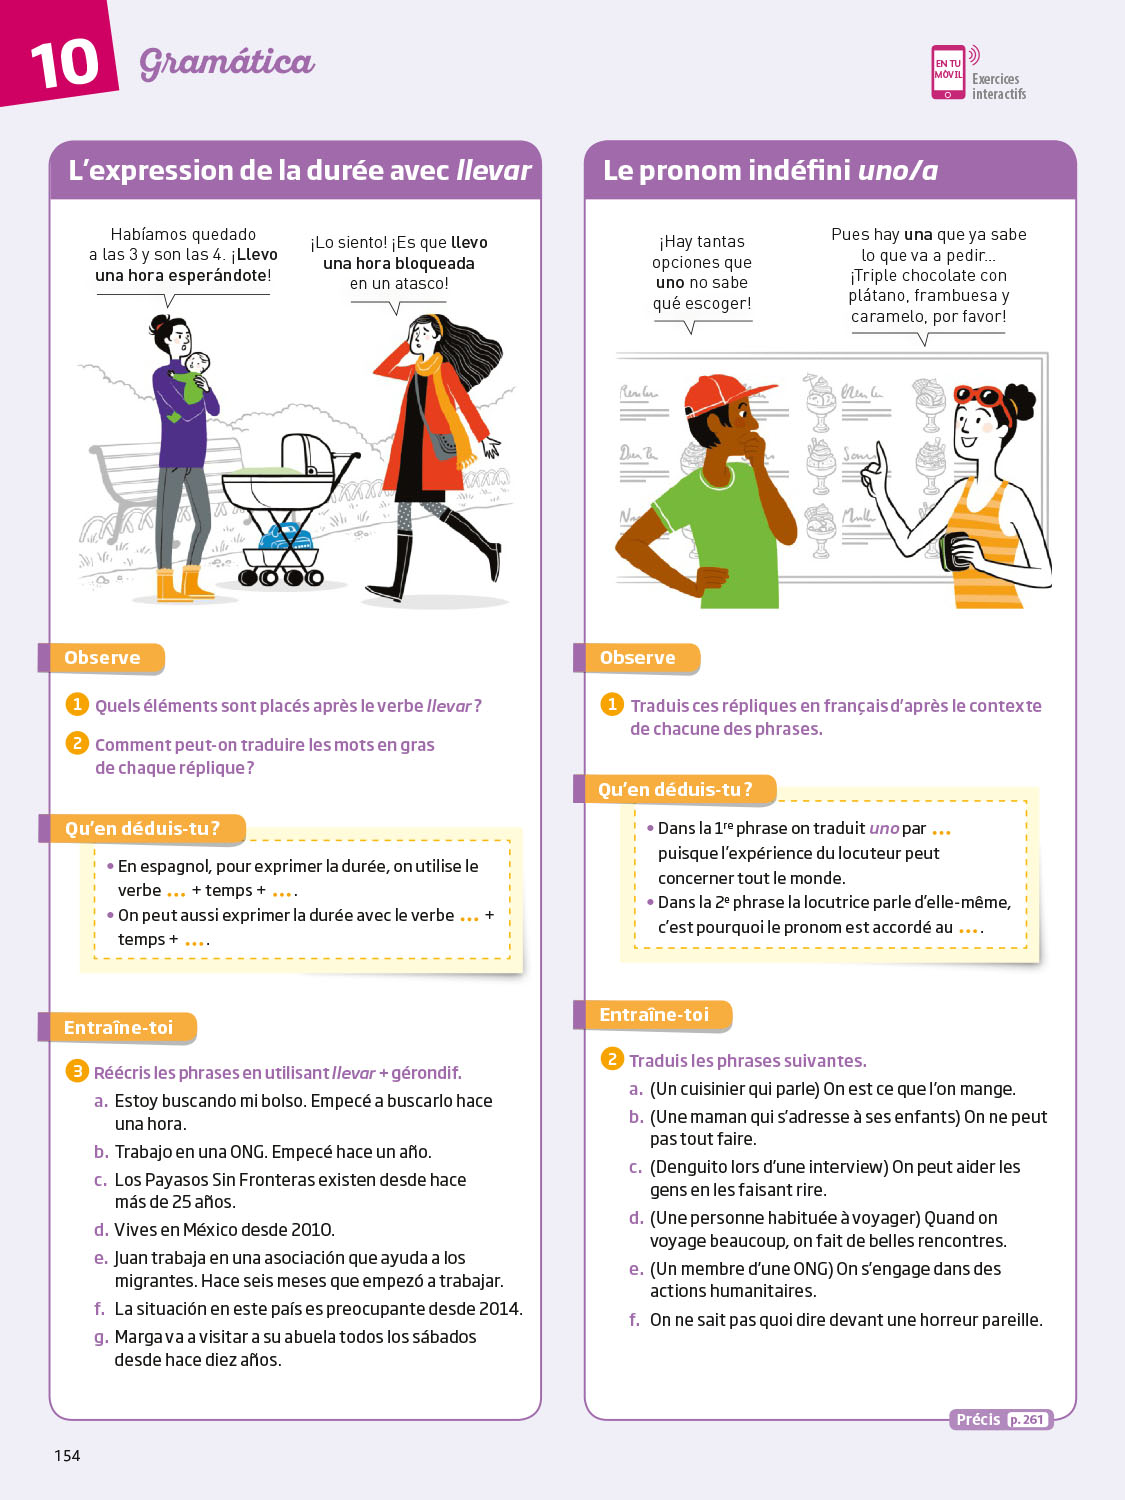 10
Gramática
EN TU
MÓVIL
Exercices
interactifs
L'expression de la durée avec llevar
Habíamos quedado
a las 3 y son las 4. ¡Llevo
una hora esperándote!
¡Lo siento! ¡Es que llevo
una hora bloqueada
en un atasco!
Observe
1 Quels éléments sont placés après le verbe llevar ?
2 Comment peut-on traduire les mots en gras
de chaque réplique ?
Qu'en déduis-tu ?
• En espagnol, pour exprimer la durée, on utilise le
verbe ... + temps + ... .
• On peut aussi exprimer la durée avec le verbe ... +
temps + ... .
Entraîne-toi
3 Réécris les phrases en utilisant llevar + gérondif.
a. Estoy buscando mi bolso. Empecé a buscarlo hace
una hora.
b. Trabajo en una ONG. Empecé hace un año.
c. Los Payasos Sin Fronteras existen desde hace
más de 25 años.
d. Vives en México desde 2010.
e. Juan trabaja en una asociación que ayuda a los
migrantes. Hace seis meses que empezó a trabajar.
f. La situación en este país es preocupante desde 2014.
g. Marga va a visitar a su abuela todos los sábados
desde hace diez años.
Le pronom indéfini uno/a
¡Hay tantas
opciones que
uno no sabe
qué escoger!
Pues hay una que ya sabe
lo que va a pedir...
¡Triple chocolate con
plátano, frambuesa y
caramelo, por favor!
Observe
1 Traduis ces répliques en français d'après le contexte
de chacune des phrases.
Qu'en déduis-tu ?
• Dans la 1re phrase on traduit uno par ...
puisque l'expérience du locuteur peut
concerner tout le monde.
• Dans la 2e phrase la locutrice parle d'elle-même,
c'est pourquoi le pronom est accordé au ... .
Entraîne-toi
2 Traduis les phrases suivantes.
a. (Un cuisinier qui parle) On est ce que l'on mange.
b. (Une maman qui s'adresse à ses enfants) On ne peut
pas tout faire.
c. (Denguito lors d'une interview) On peut aider les
gens en les faisant rire.
d. (Une personne habituée à voyager) Quand on
voyage beaucoup, on fait de belles rencontres.
e. (Un membre d'une ONG) On s'engage dans des
actions humanitaires.
f. On ne sait pas quoi dire devant une horreur pareille.
Précis p. 261
154